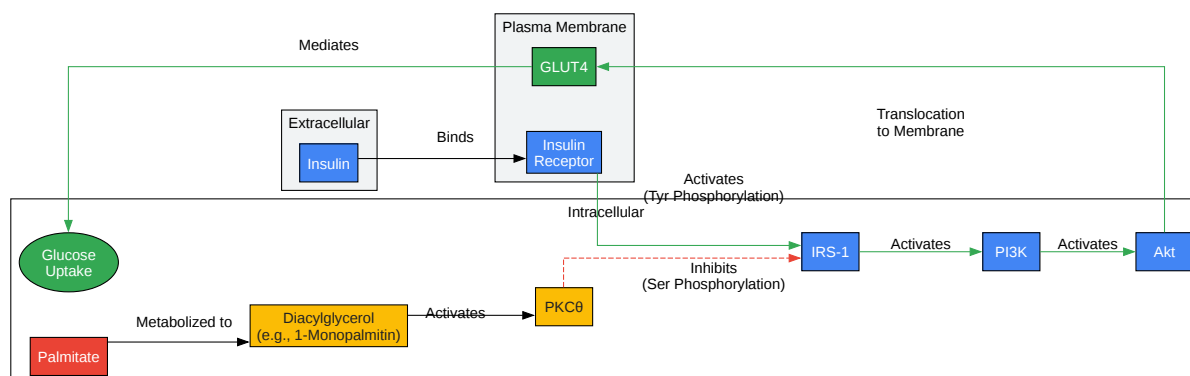 Plasma Membrane
Mediates
GLUT4
Translocation
to Membrane
Extracellular
Binds
Insulin
Insulin
Receptor
Activates
(Tyr Phosphorylation)
Intracellular
Glucose
Uptake
IRS-1
Activates
PI3K
Activates
Akt
Inhibits
(Ser Phosphorylation)
PKCθ
Activates
Diacylglycerol
(e.g., 1-Monopalmitin)
Metabolized to
Palmitate